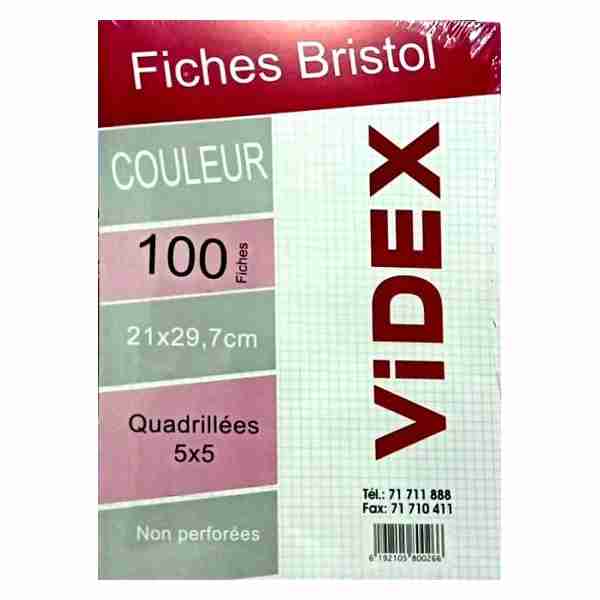 Fiches Bristol
COULEUR
100 Fiches
21x29,7cm
Quadrillées
5x5
Non perforées
ViDEX
Tél.: 71 711 888
Fax: 71 710 411
6 192105 800266